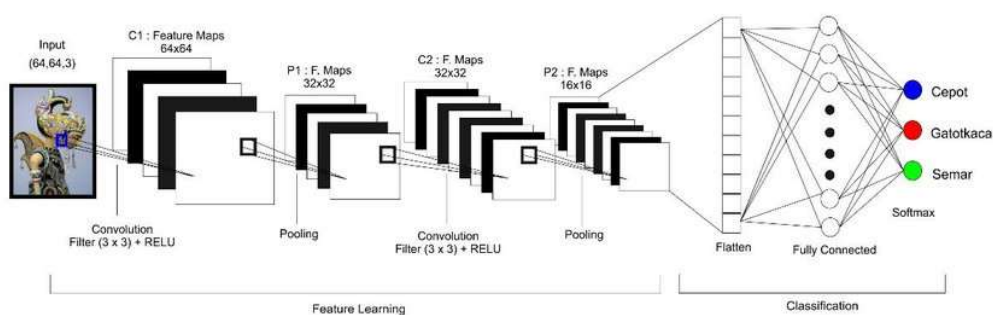 Input
(64,64,3)
C1 : Feature Maps
64x64
P1 : F. Maps
32x32
C2 : F. Maps
32x32
P2 : F. Maps
16x16
Convolution
Filter (3 x 3) + RELU
Pooling
Convolution
Filter (3 x 3) + RELU
Pooling
Flatten
Fully Connected
Cepot
Gatotkaca
Semar
Softmax
Feature Learning
Classification